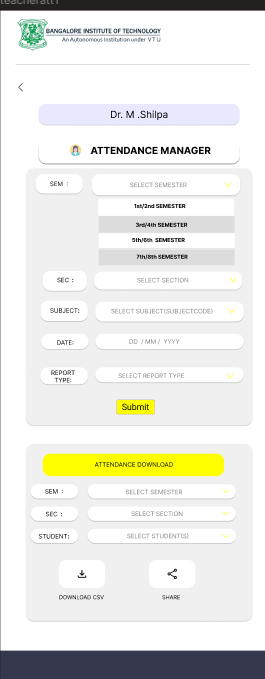 teacheratt1
BANGALORE INSTITUTE OF TECHNOLOGY
An Autonomous Institution under VTU
Dr. M .Shilpa
ATTENDANCE MANAGER
SEM :
SELECT SEMESTER
1st/2nd SEMESTER
3rd/4th SEMESTER
5th/6th SEMESTER
7th/8th SEMESTER
SEC :
SELECT SECTION
SUBJECT:
SELECT SUBJECT(SUBJECTCODE)
DATE:
DD / MM / YYYY
REPORT
TYPE:
SELECT REPORT TYPE
Submit
ATTENDANCE DOWNLOAD
SEM :
SELECT SEMESTER
SEC :
SELECT SECTION
STUDENT:
SELECT STUDENT(S)
DOWNLOAD CSV
SHARE